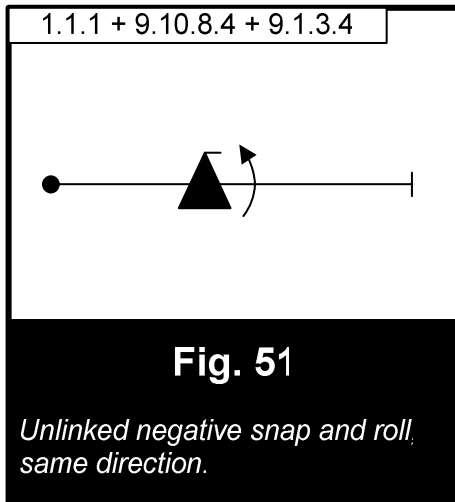 1.1.1 + 9.10.8.4 + 9.1.3.4
Fig. 51
Unlinked negative snap and roll,
same direction.